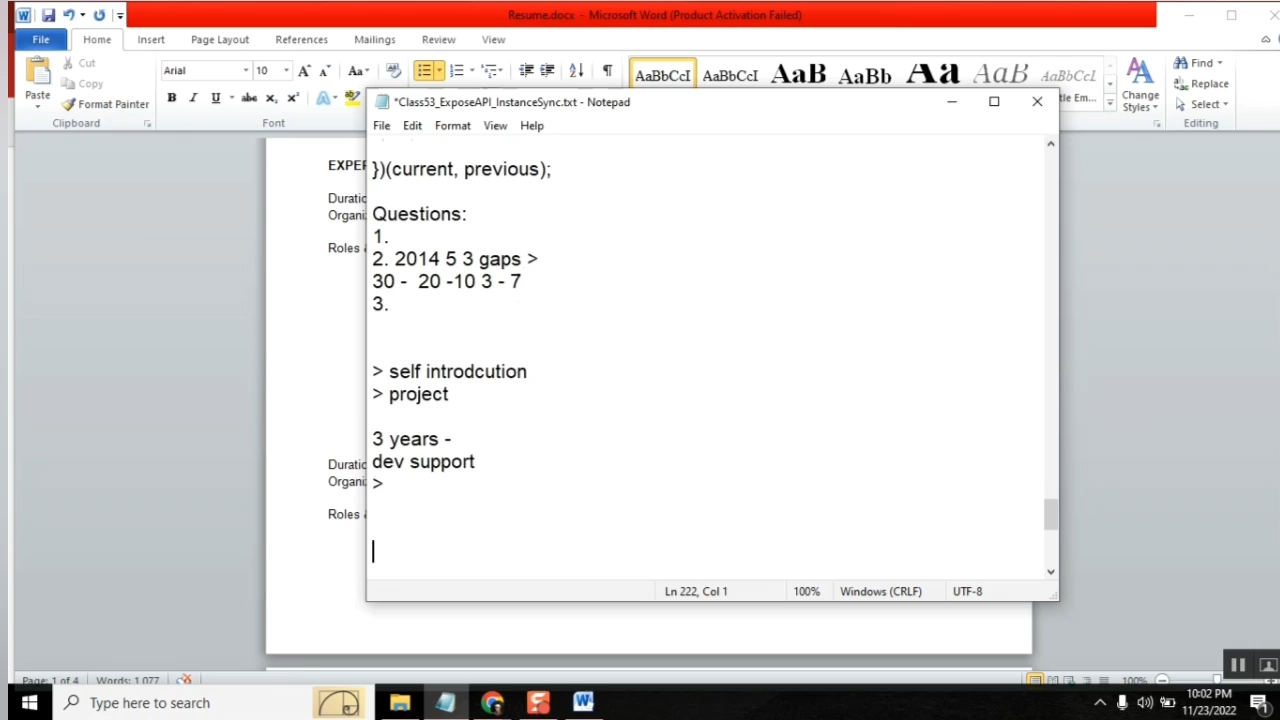 Resume.docx - Microsoft Word (Product Activation Failed)
File Home Insert Page Layout References Mailings Review View
Paste
Cut
Copy
Format Painter
Clipboard
Arial 10
Font
AaBbCcI AaBbCcI AaB AaBb Aa AaB AaBbCcI
tle Em...
Change
Styles
Find
Replace
Select
Editing
*Class53_ExposeAPI_InstanceSync.txt - Notepad
File Edit Format View Help
})(current, previous);
Questions:
1.
2. 2014 5 3 gaps >
30 - 20 -10 3 - 7
3.
> self introdcution
> project
3 years -
dev support
>
Ln 222, Col 1 100% Windows (CRLF) UTF-8
EXPER
Duratio
Organiz
Roles &
Duratio
Organi
Roles &
Page: 1 of 4 Words: 1,077 100%
Type here to search
10:02 PM
11/23/2022